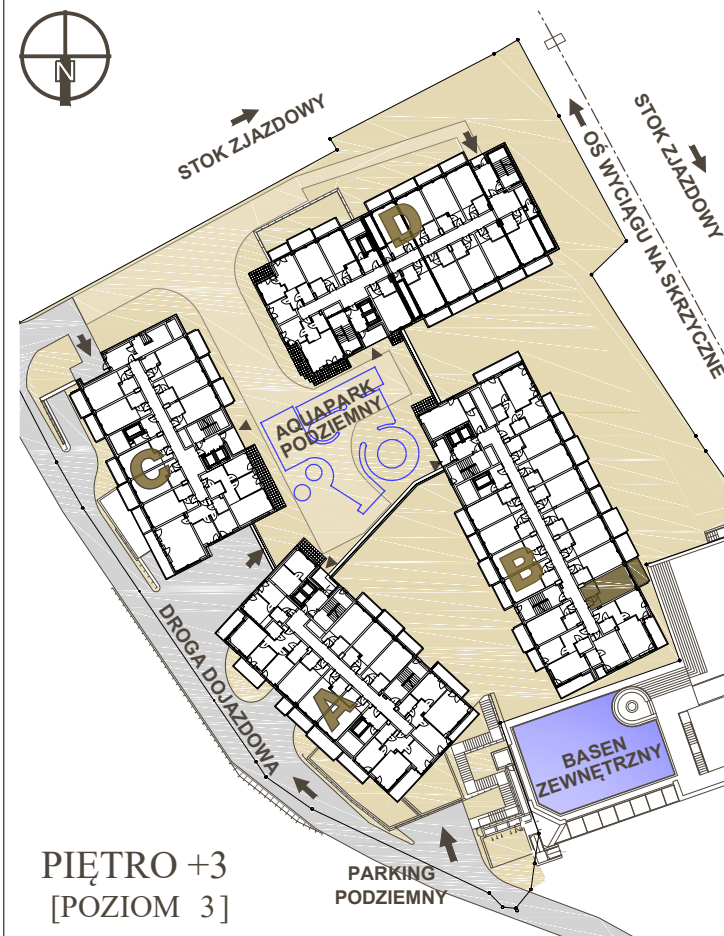 N
STOK ZJAZDOWY
STOK ZJAZDOWY
OŚ WYCIĄGU NA SKRZYCZNE
D
AQUAPARK
PODZIEMNY
C
B
A
DROGA DOJAZDOWA
BASEN
ZEWNĘTRZNY
PARKING
PODZIEMNY
PIĘTRO +3
[POZIOM 3]